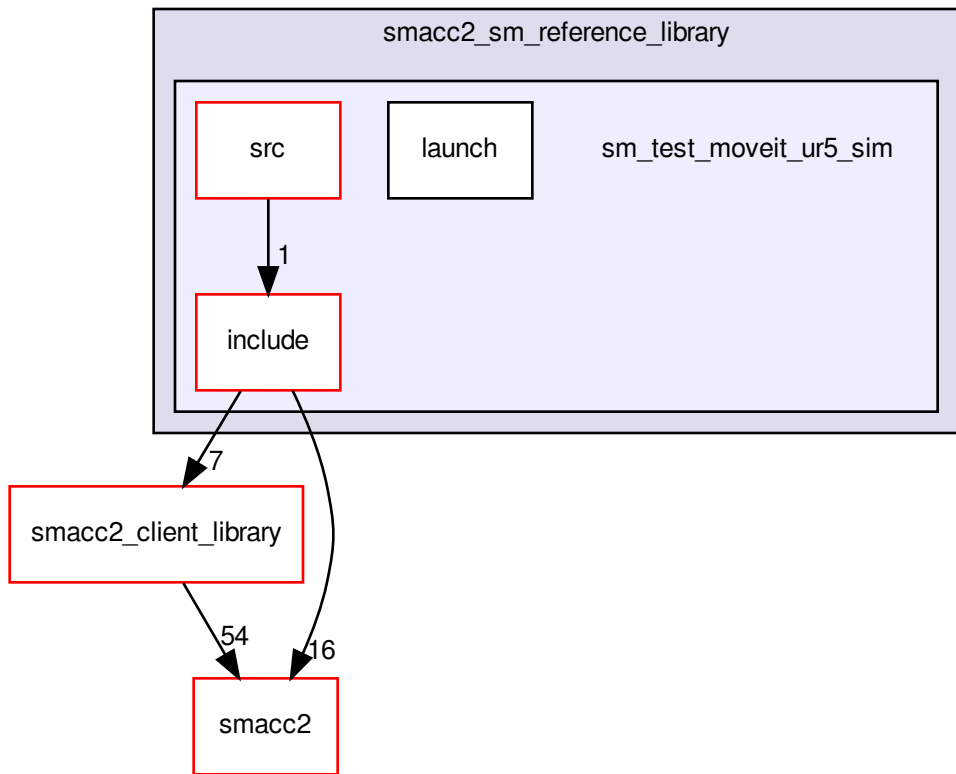 smacc2_sm_reference_library
src
launch
sm_test_moveit_ur5_sim
1
include
7
smacc2_client_library
54
16
smacc2